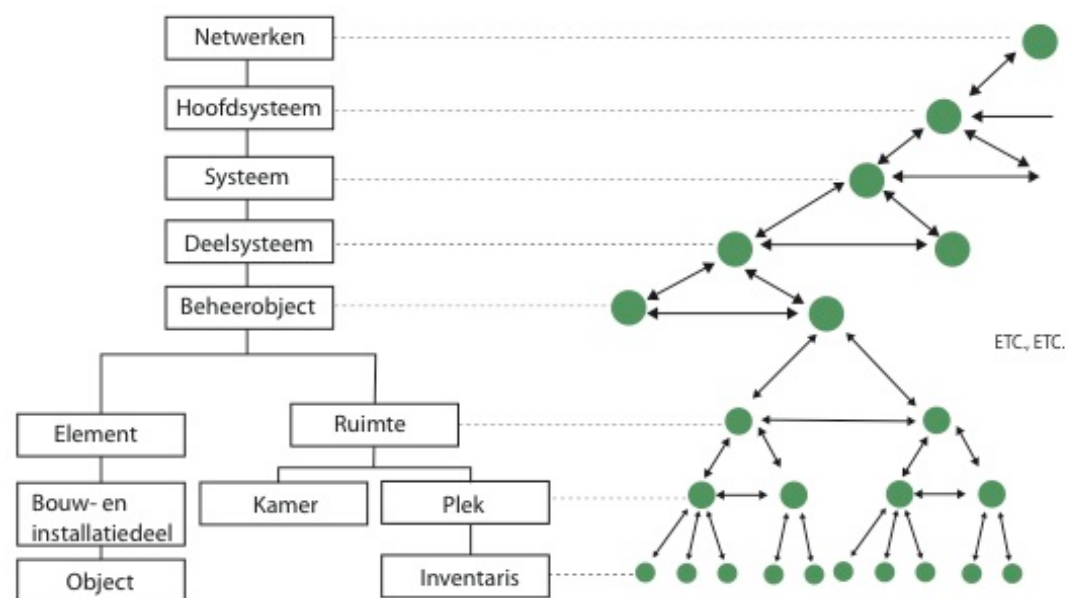 Netwerken
Hoofdsysteem
Systeem
Deelsysteem
Beheerobject
ETC., ETC.
Element
Ruimte
Bouw- en
installatiedeel
Kamer
Plek
Object
Inventaris